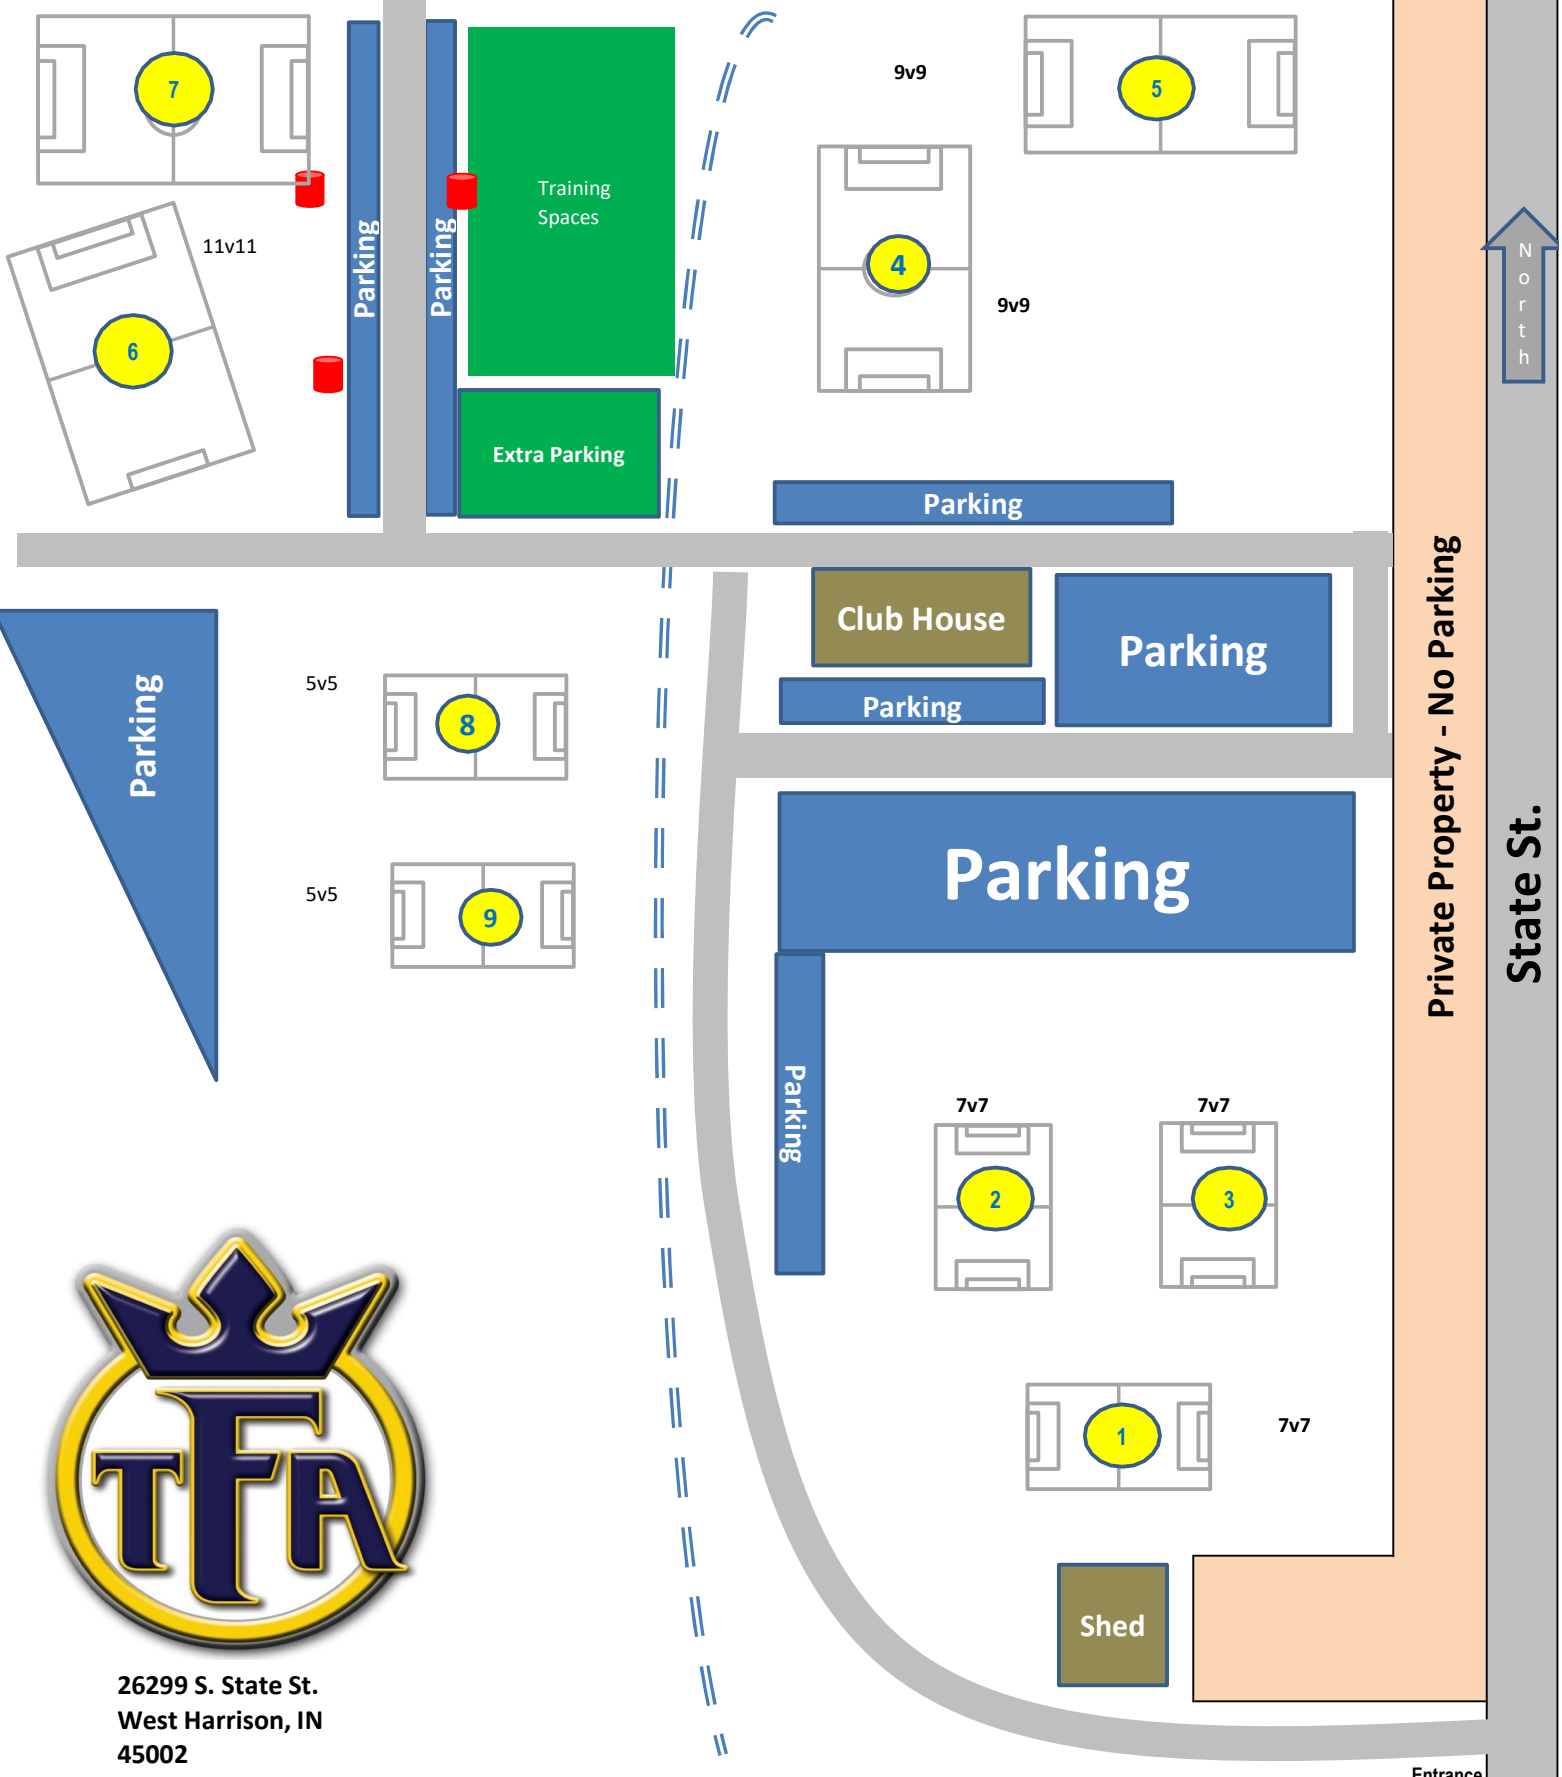 7
5
9v9
Training
Spaces
Parking
Parking
11v11
4
9v9
6
North
Extra Parking
Parking
Club House
Parking
Parking
Parking
5v5
8
Private Property - No Parking
State St.
Parking
5v5
9
Parking
7v7
7v7
2
3
1
7v7
TFA
Shed
26299 S. State St.
West Harrison, IN
45002
Entrance